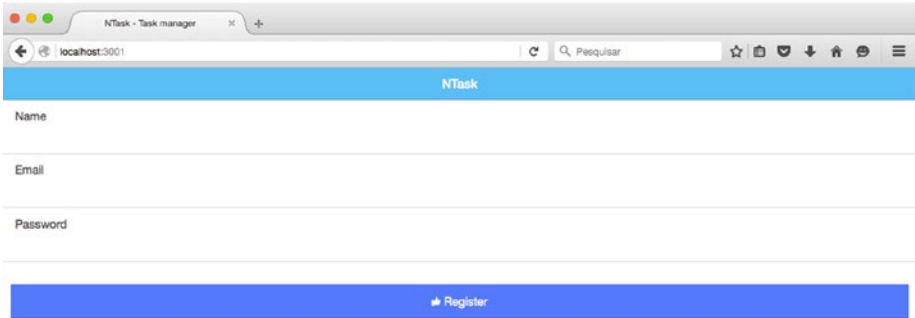 NTask - Task manager
localhost:3001
Pesquisar
NTask
Name
Email
Password
Register